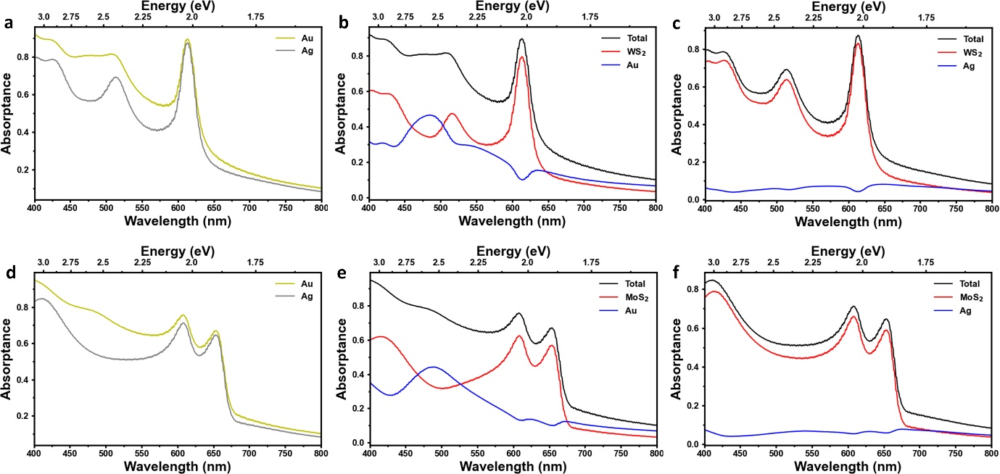 a
Energy (eV)
3.0 2.75 2.5 2.25 2.0 1.75
Au
Ag
Absorptance
0.8
0.6
0.4
0.2
400 450 500 550 600 650 700 750 800
Wavelength (nm)
b
Energy (eV)
3.0 2.75 2.5 2.25 2.0 1.75
Total
WS2
Au
Absorptance
0.8
0.6
0.4
0.2
0.0
400 450 500 550 600 650 700 750 800
Wavelength (nm)
c
Energy (eV)
3.0 2.75 2.5 2.25 2.0 1.75
Total
WS2
Ag
Absorptance
0.8
0.6
0.4
0.2
0.0
400 450 500 550 600 650 700 750 800
Wavelength (nm)
d
Energy (eV)
3.0 2.75 2.5 2.25 2.0 1.75
Au
Ag
Absorptance
0.8
0.6
0.4
0.2
400 450 500 550 600 650 700 750 800
Wavelength (nm)
e
Energy (eV)
3.0 2.75 2.5 2.25 2.0 1.75
Total
MoS2
Au
Absorptance
0.8
0.6
0.4
0.2
0.0
400 450 500 550 600 650 700 750 800
Wavelength (nm)
f
Energy (eV)
3.0 2.75 2.5 2.25 2.0 1.75
Total
MoS2
Ag
Absorptance
0.8
0.6
0.4
0.2
0.0
400 450 500 550 600 650 700 750 800
Wavelength (nm)